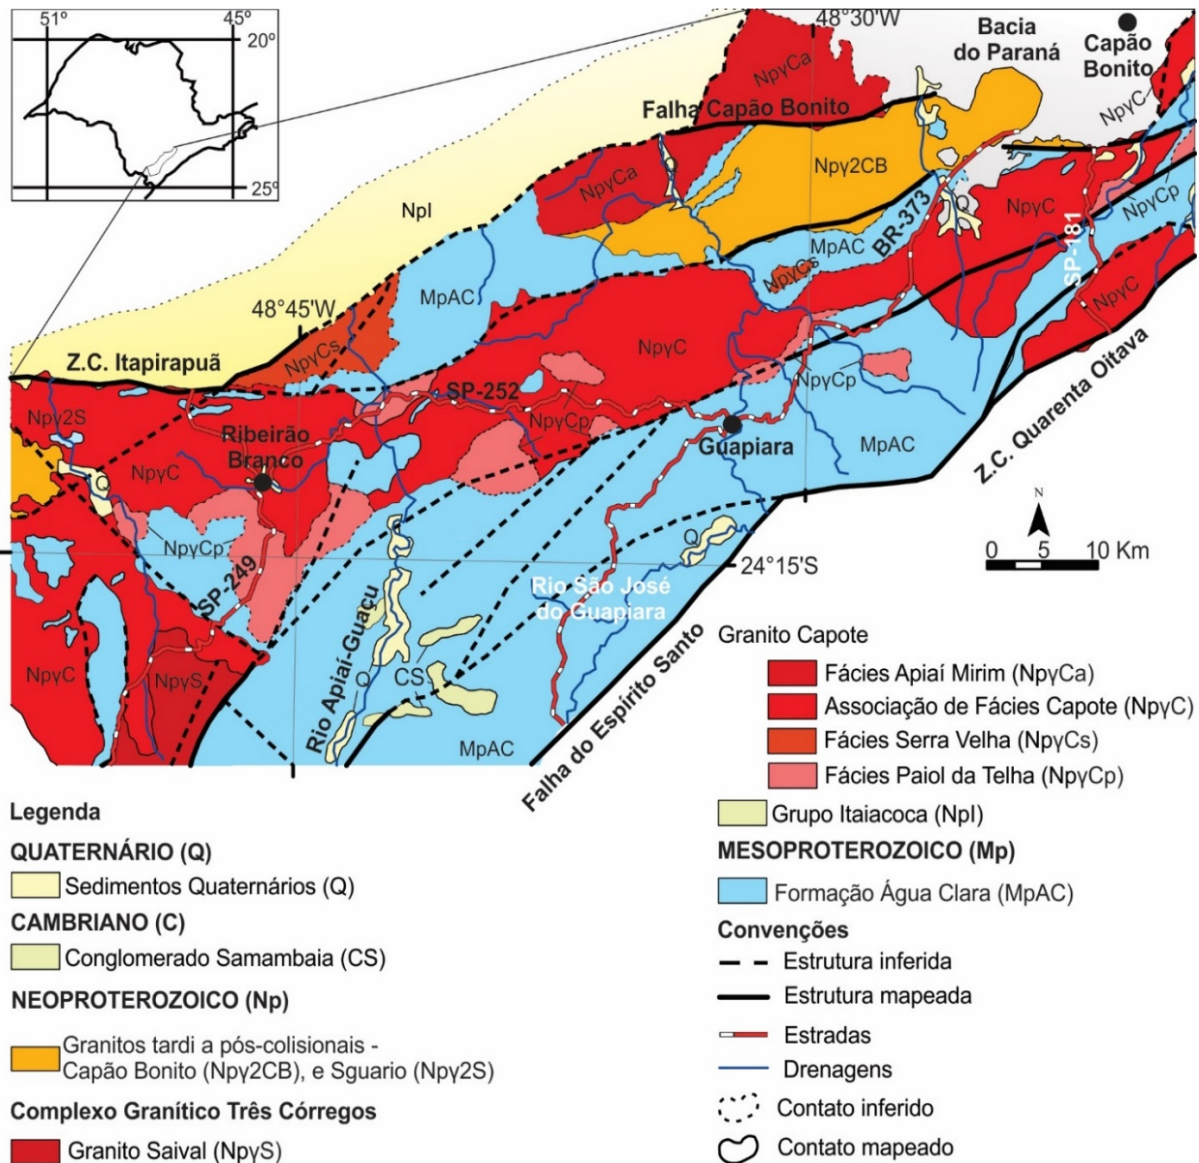 51°
45°
20°
25°
48°30'W
Bacia
do Paraná
Capão
Bonito
NpγCa
NpγC
Falha Capão Bonito
Q
NpγCa
Npγ2CB
NpI
Q
NpγC
NpγCp
BR-373
MpAC
SP-181
NpγCs
MpAC
48°45'W
NpγC
NpγCs
NpγC
Z.C. Itapirapuã
NpγCp
SP-252
Npγ2S
NpγCp
Ribeirão
Branco
Guapiara
MpAC
Z.C. Quarenta Oitava
NpγC
Q
N
0 5 10 Km
NpγCp
Q
24°15'S
SP-249
Rio São José
do Guapiara
Rio Apiaí-Guaçu
NpγC
NpγS
CS
Q
Falha do Espírito Santo
MpAC
Granito Capote
Fácies Apiaí Mirim (NpγCa)
Associação de Fácies Capote (NpγC)
Fácies Serra Velha (NpγCs)
Fácies Paiol da Telha (NpγCp)
Grupo Itaiacoca (NpI)
MESOPROTEROZOICO (Mp)
Formação Água Clara (MpAC)
Convenções
Estrutura inferida
Estrutura mapeada
Estradas
Drenagens
Contato inferido
Contato mapeado
Legenda
QUATERNÁRIO (Q)
Sedimentos Quaternários (Q)
CAMBRIANO (C)
Conglomerado Samambaia (CS)
NEOPROTEROZOICO (Np)
Granitos tardi a pós-colisionais -
Capão Bonito (Npγ2CB), e Sguario (Npγ2S)
Complexo Granítico Três Córregos
Granito Saival (NpγS)